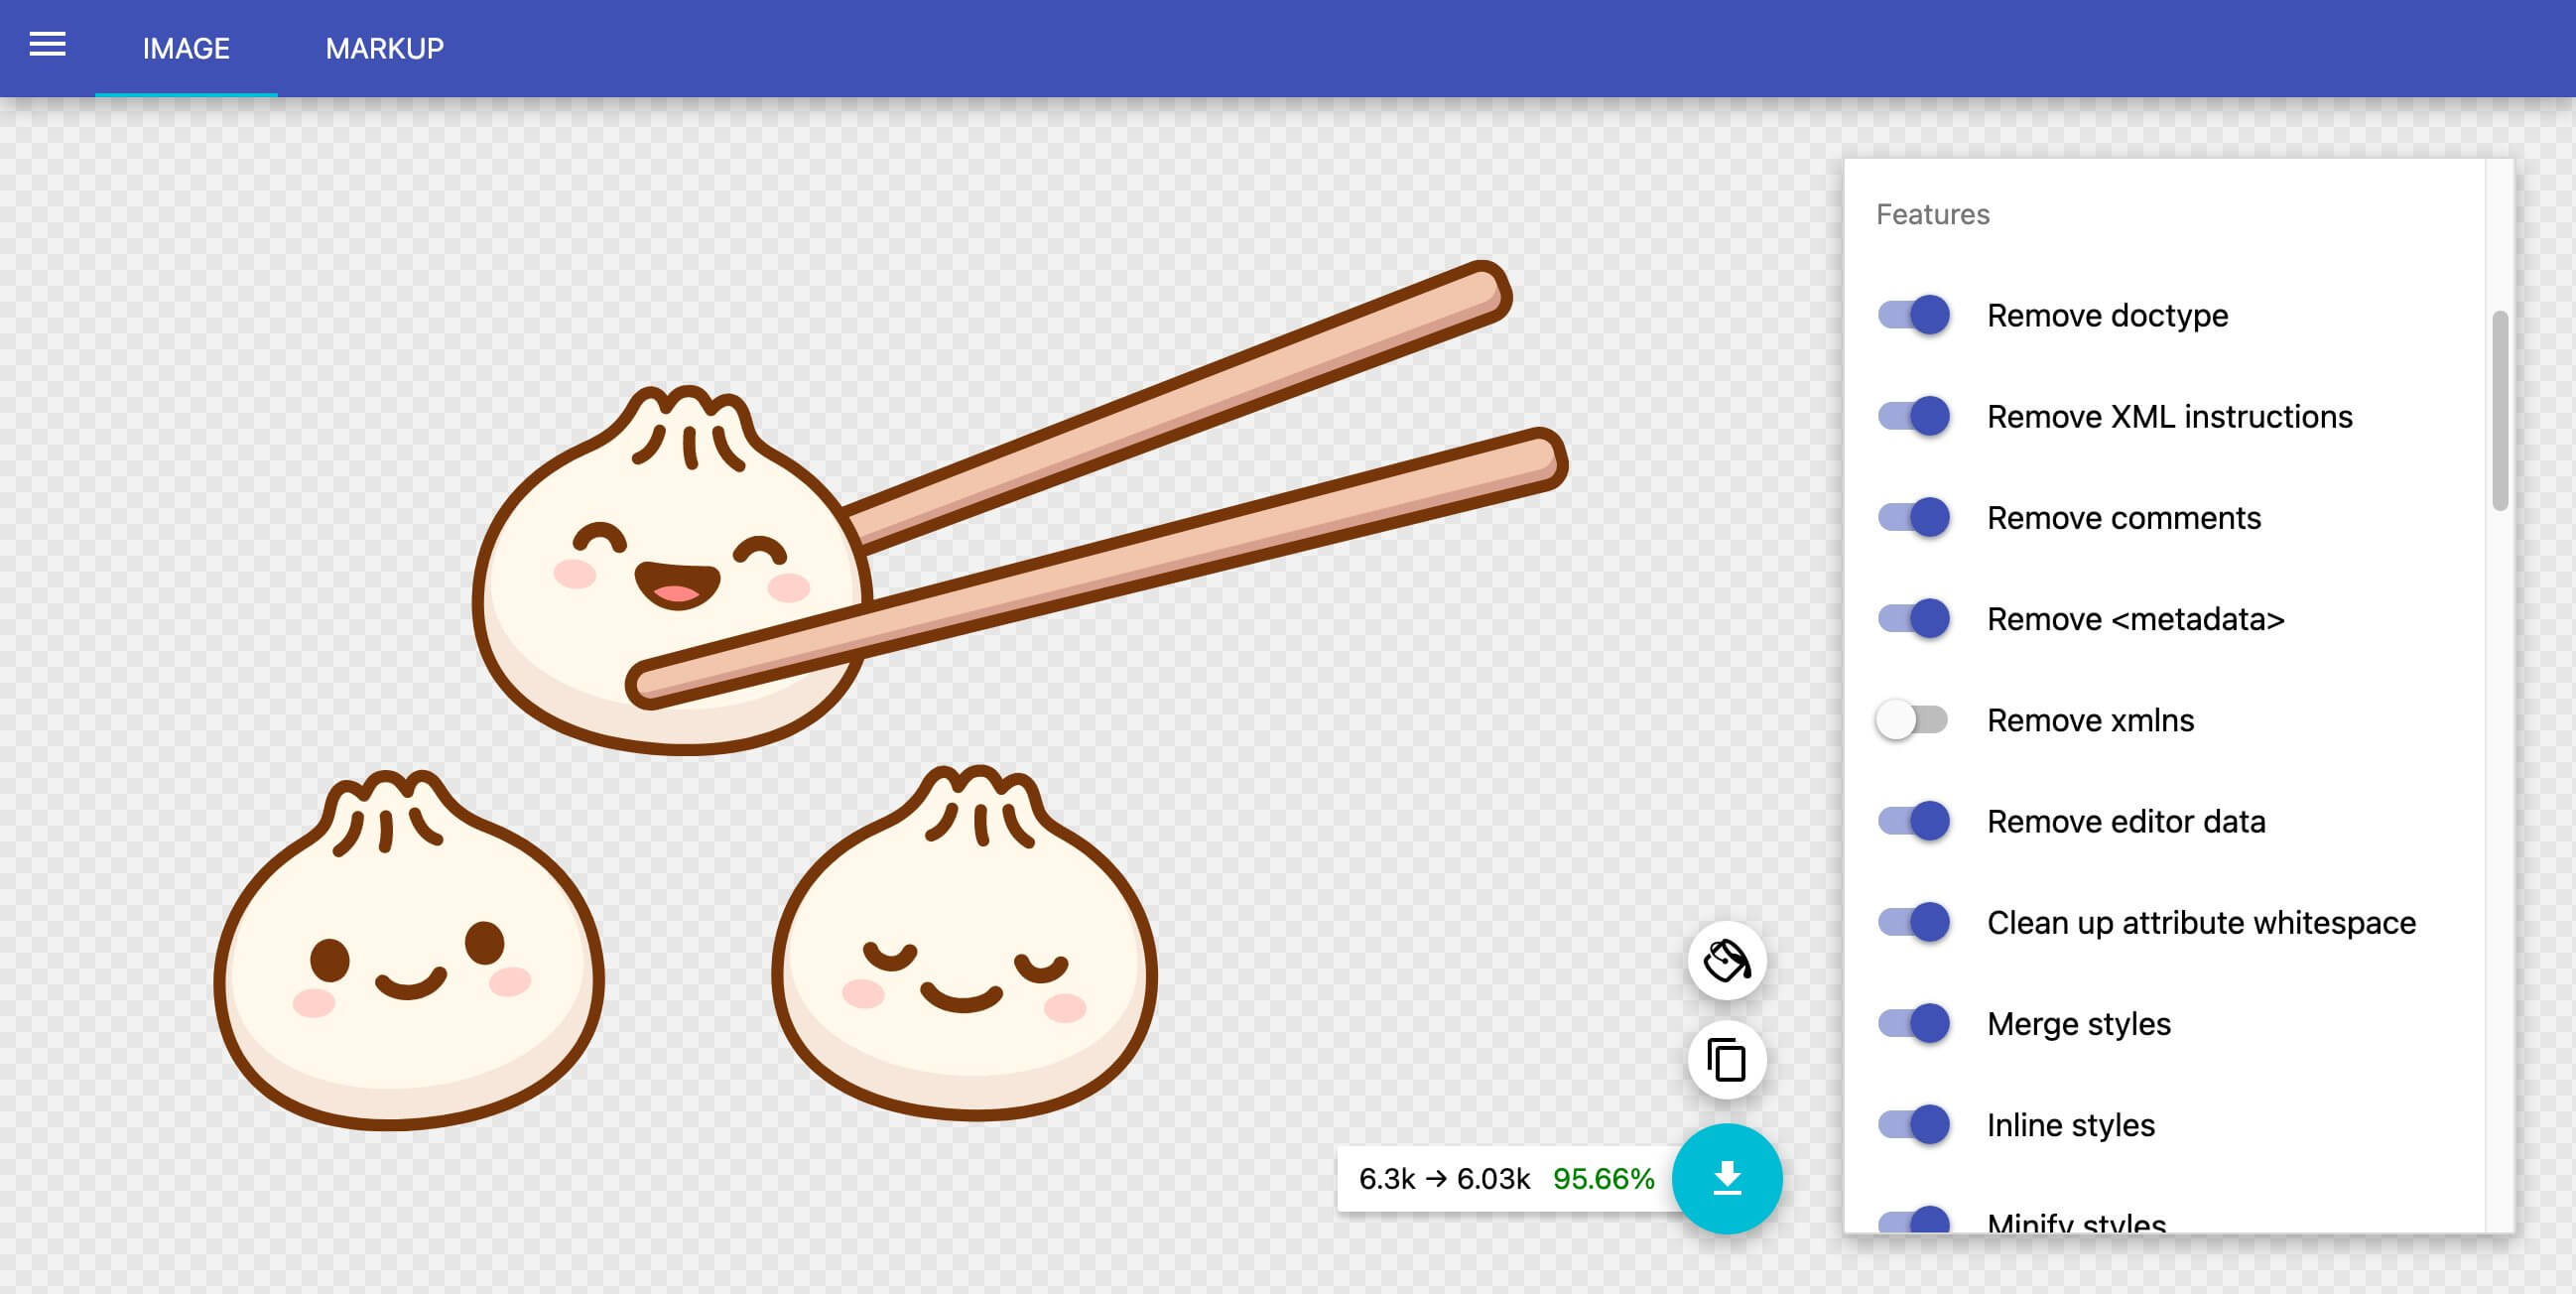 IMAGE MARKUP
Features
Remove doctype
Remove XML instructions
Remove comments
Remove <metadata>
Remove xmlns
Remove editor data
Clean up attribute whitespace
Merge styles
Inline styles
Minify styles
6.3k → 6.03k 95.66%